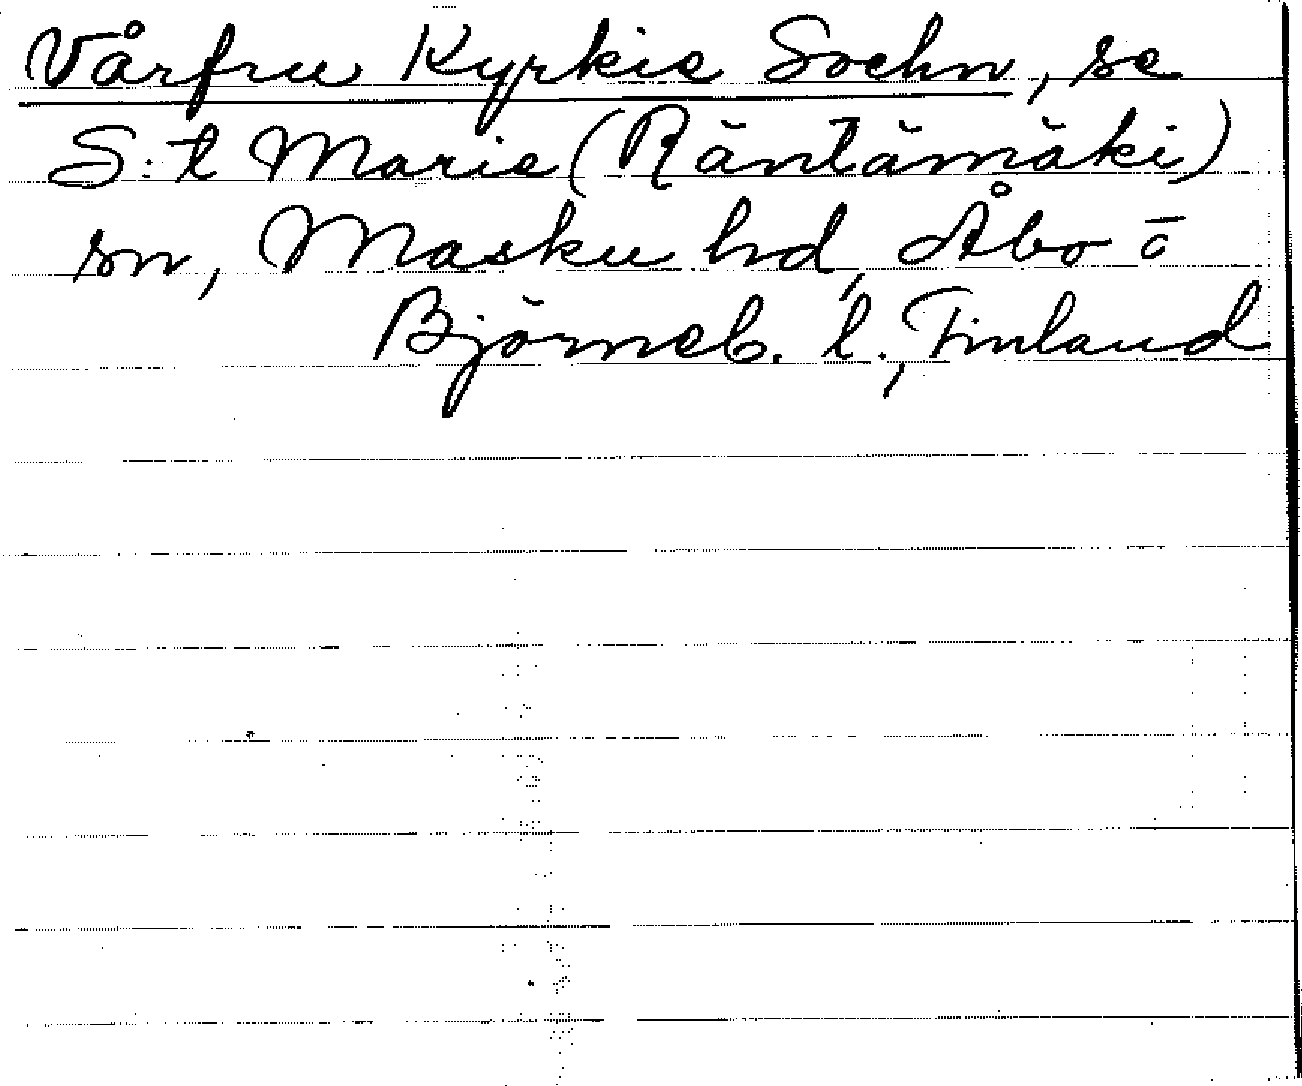 Vårfru Kyrkie Sochn, se
S:t Marie (Räntämäki)
sn, Masku hd, Åbo o
Björneb. l., Finland